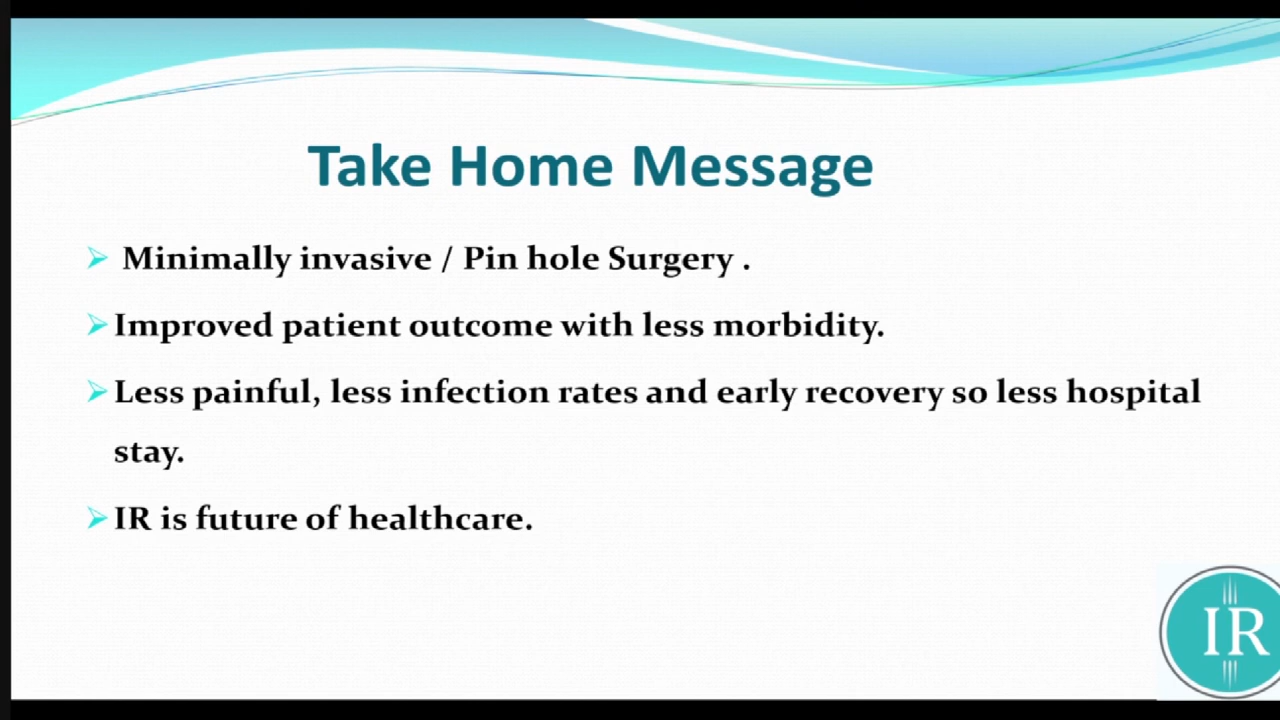 Take Home Message
Minimally invasive / Pin hole Surgery .
Improved patient outcome with less morbidity.
Less painful, less infection rates and early recovery so less hospital
stay.
IR is future of healthcare.
IR